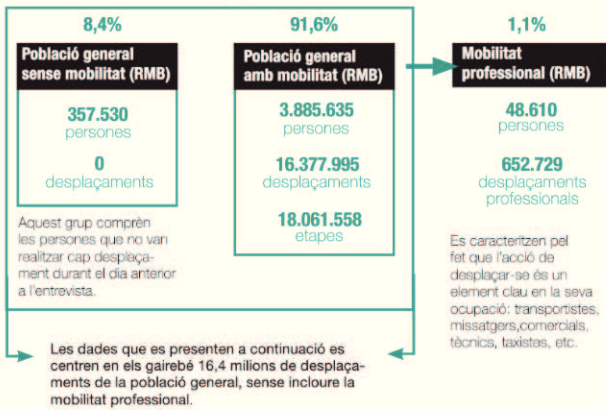 8,4%
Població general
sense mobilitat (RMB)
357.530
persones
0
desplaçaments
Aquest grup comprèn
les persones que no van
realitzar cap desplaça-
ment durant el dia anterior
a l'entrevista.
91,6%
Població general
amb mobilitat (RMB)
3.885.635
persones
16.377.995
desplaçaments
18.061.558
etapes
1,1%
Mobilitat
professional (RMB)
48.610
persones
652.729
desplaçaments
professionals
Es caracteritzen pel
fet que l'acció de
desplaçar-se és un
element clau en la seva
ocupació: transportistes,
missatgers,comercials,
tècnics, taxistes, etc.
Les dades que es presenten a continuació es
centren en els gairebé 16,4 milions de desplaça-
ments de la població general, sense incloure la
mobilitat professional.